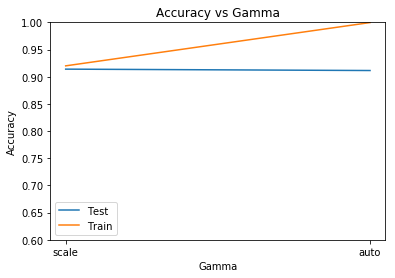 Accuracy vs Gamma
1.00
0.95
0.90
0.85
0.80
0.75
0.70
0.65
0.60
Accuracy
Test
Train
scale
auto
Gamma